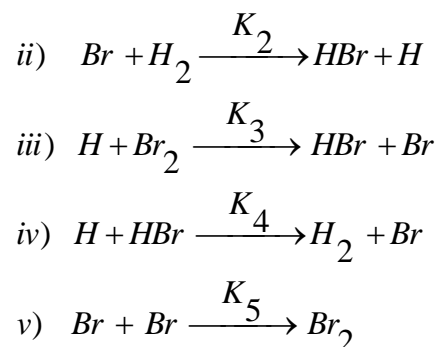 ii) Br + H₂ —K₂→ HBr + H
iii) H + Br₂ —K₃→ HBr + Br
iv) H + HBr —K₄→ H₂ + Br
v) Br + Br —K₅→ Br₂